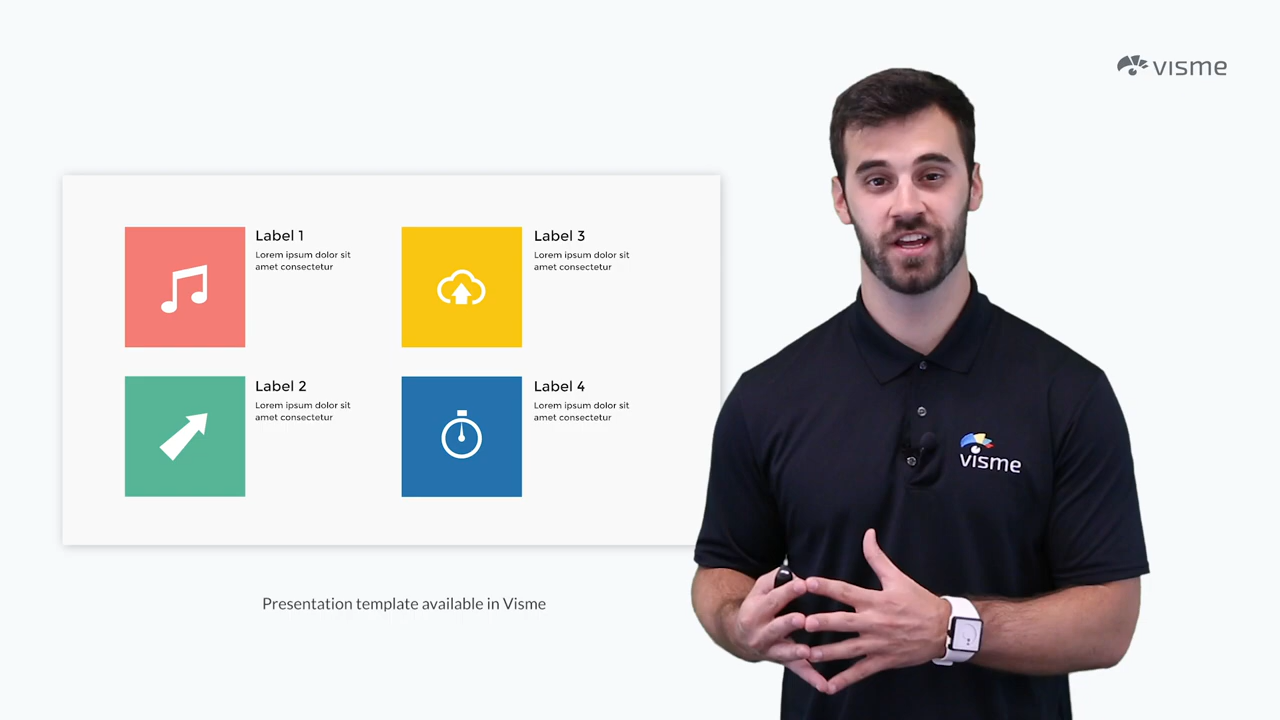 visme
Label 1
Lorem ipsum dolor sit
amet consectetur
Label 3
Lorem ipsum dolor sit
amet consectetur
Label 2
Lorem ipsum dolor sit
amet consectetur
Label 4
Lorem ipsum dolor sit
amet consectetur
visme
Presentation template available in Visme